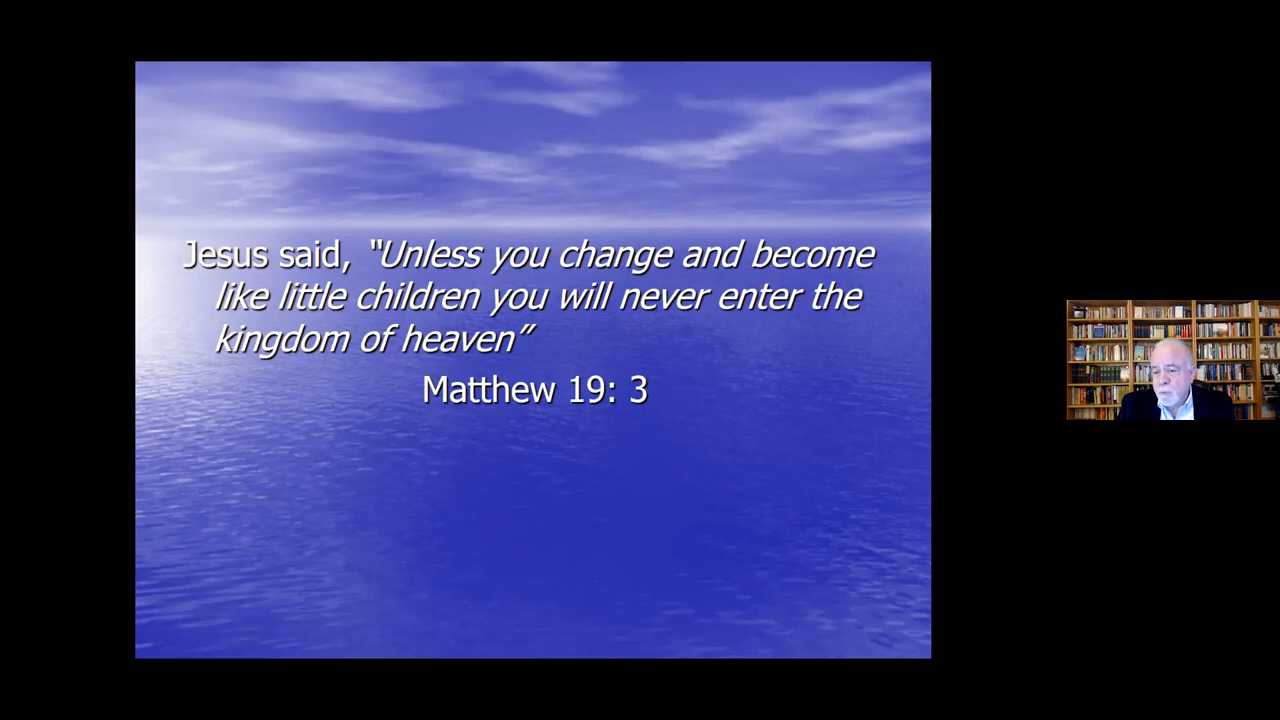 Jesus said, “Unless you change and become
like little children you will never enter the
kingdom of heaven”
Matthew 19: 3